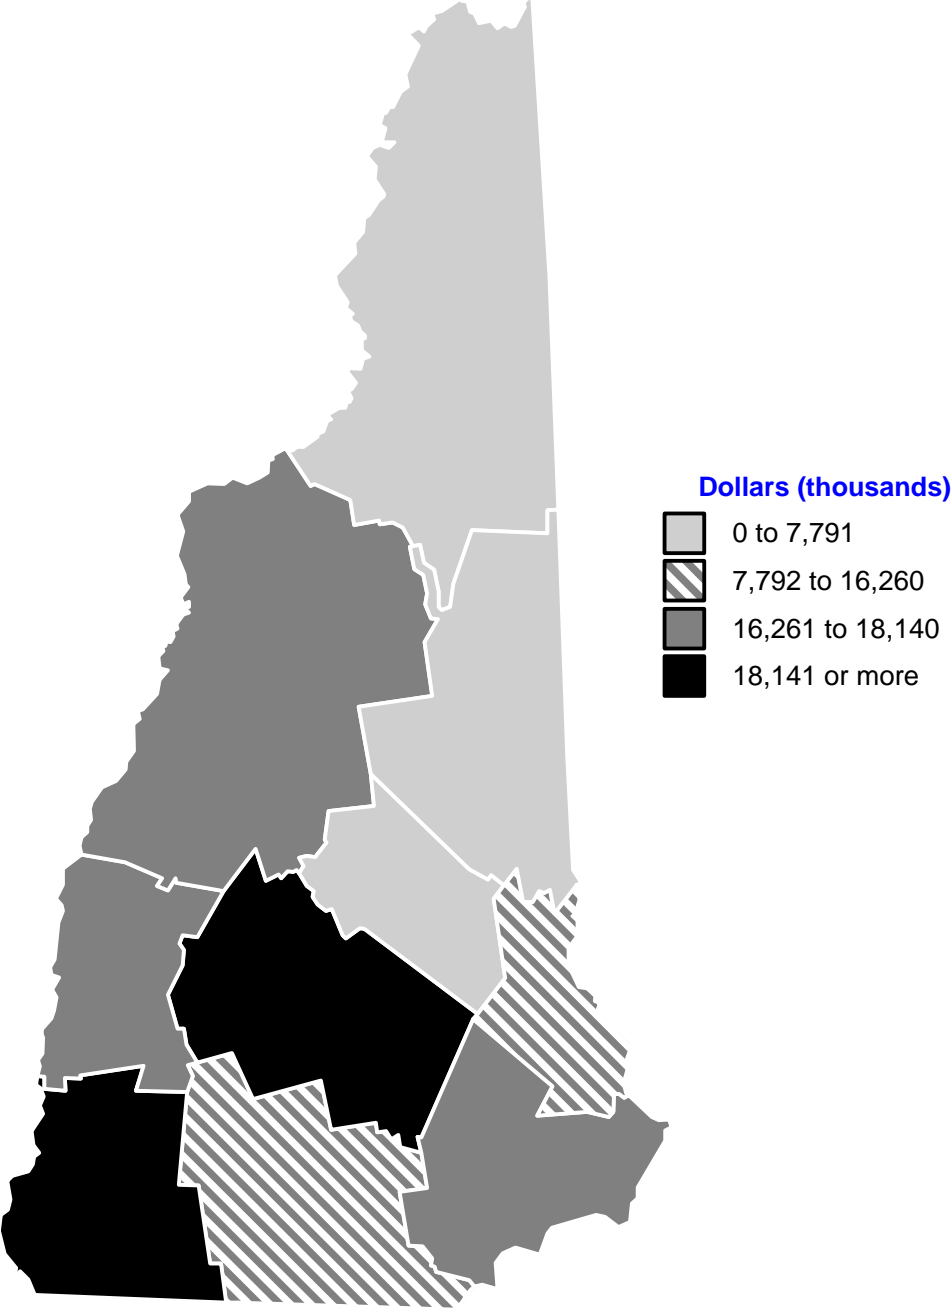 Dollars (thousands)
0 to 7,791
7,792 to 16,260
16,261 to 18,140
18,141 or more